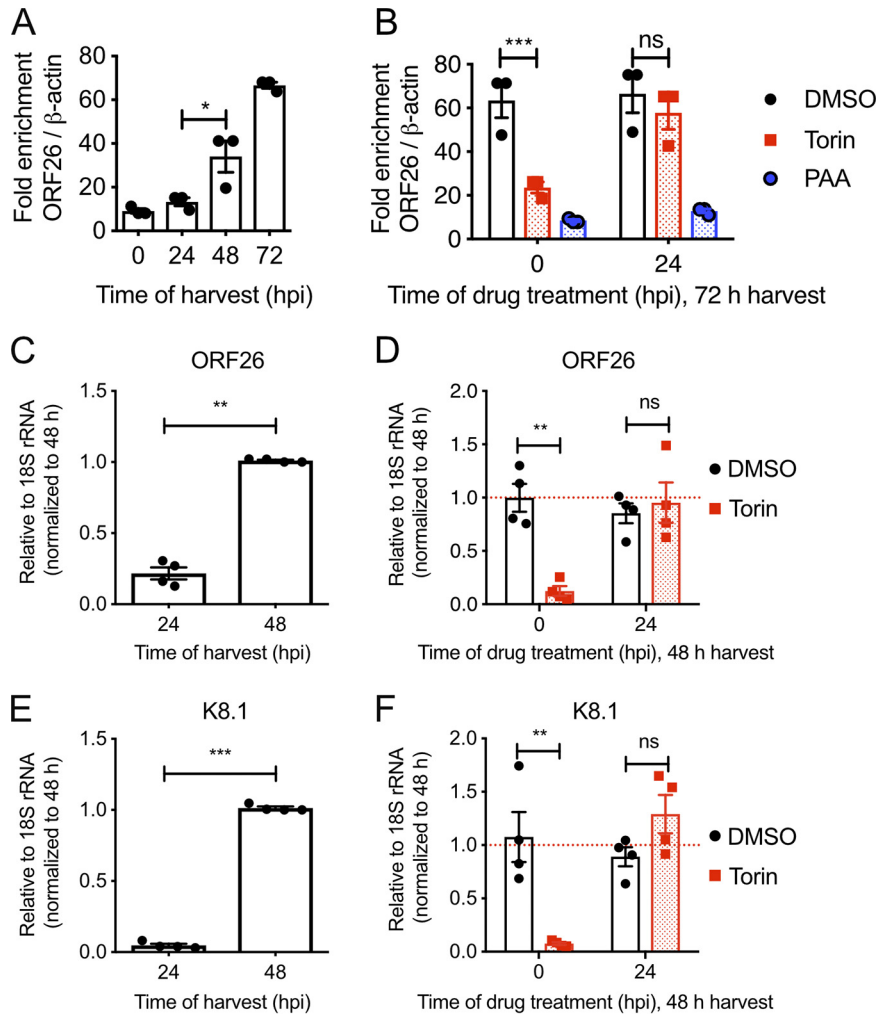 A
Fold enrichment
ORF26 / β-actin
80
60
40
20
0
*
0 24 48 72
Time of harvest (hpi)
B
Fold enrichment
ORF26 / β-actin
80
60
40
20
0
***
ns
0 24
Time of drug treatment (hpi), 72 h harvest
DMSO
Torin
PAA
C
ORF26
Relative to 18S rRNA
(normalized to 48 h)
1.5
1.0
0.5
0.0
**
24 48
Time of harvest (hpi)
D
ORF26
Relative to 18S rRNA
(normalized to 48 h)
2.0
1.5
1.0
0.5
0.0
**
ns
0 24
Time of drug treatment (hpi), 48 h harvest
DMSO
Torin
E
K8.1
Relative to 18S rRNA
(normalized to 48 h)
1.5
1.0
0.5
0.0
***
24 48
Time of harvest (hpi)
F
K8.1
Relative to 18S rRNA
(normalized to 48 h)
2.0
1.5
1.0
0.5
0.0
**
ns
0 24
Time of drug treatment (hpi), 48 h harvest
DMSO
Torin